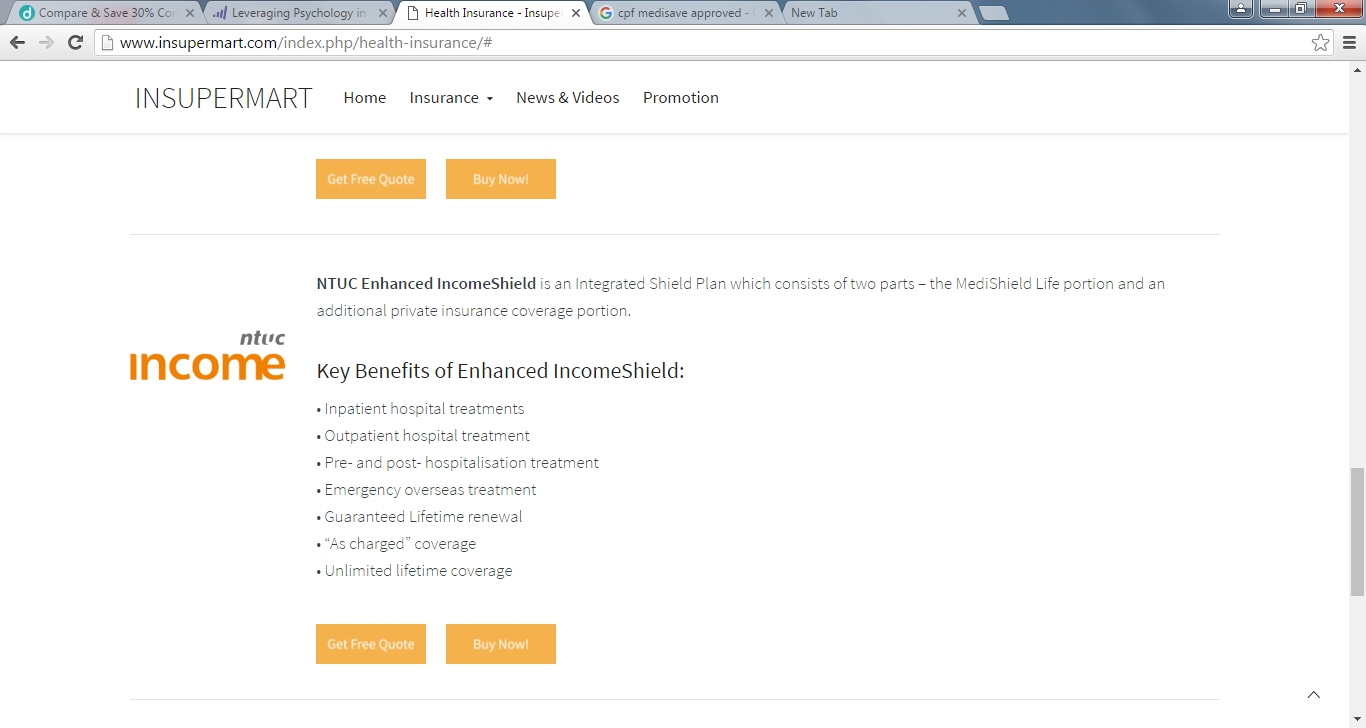 Compare & Save 30% Co
Leveraging Psychology in
Health Insurance - Insupe
cpf medisave approved -
New Tab
www.insupermart.com/index.php/health-insurance/#
INSUPERMART Home Insurance News & Videos Promotion
Get Free Quote Buy Now!
NTUC Enhanced IncomeShield is an Integrated Shield Plan which consists of two parts – the MediShield Life portion and an
additional private insurance coverage portion.
ntuc
income
Key Benefits of Enhanced IncomeShield:
• Inpatient hospital treatments
• Outpatient hospital treatment
• Pre- and post- hospitalisation treatment
• Emergency overseas treatment
• Guaranteed Lifetime renewal
• “As charged” coverage
• Unlimited lifetime coverage
Get Free Quote Buy Now!